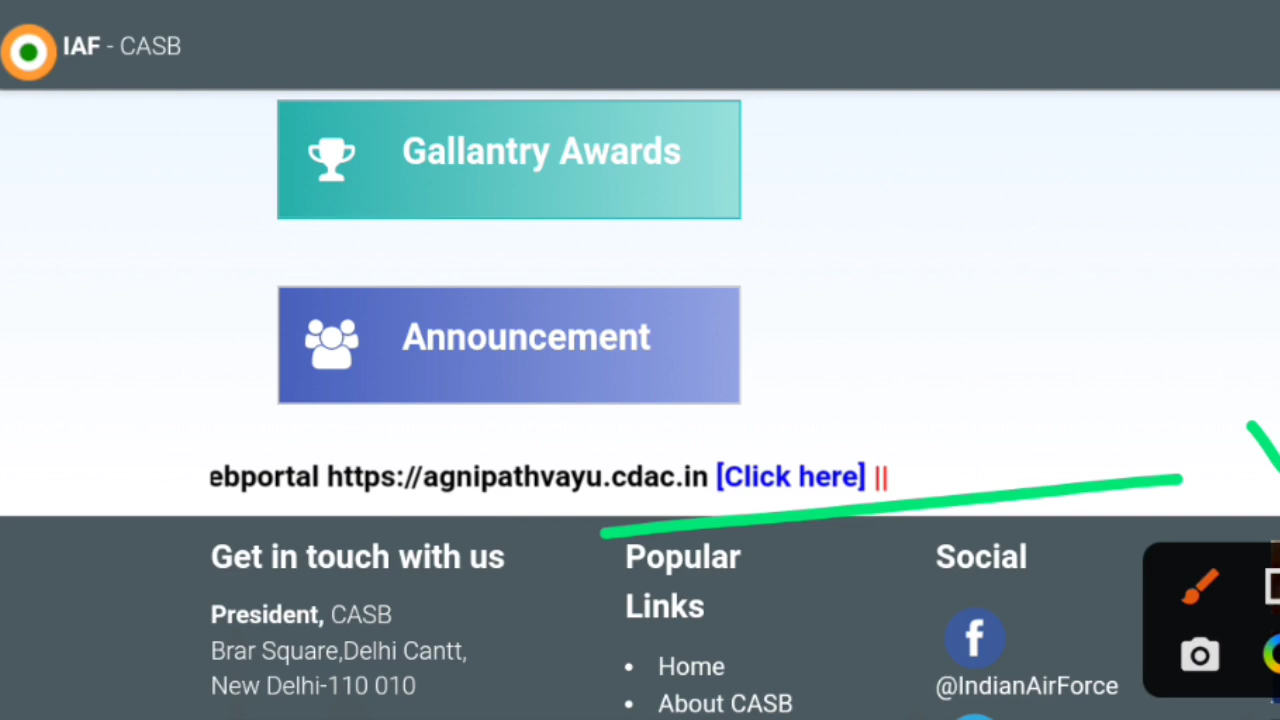 IAF - CASB
Gallantry Awards
Announcement
ebportal https://agnipathvayu.cdac.in [Click here] ||
Get in touch with us
President, CASB
Brar Square,Delhi Cantt,
New Delhi-110 010
Popular
Links
• Home
• About CASB
Social
f
@IndianAirForce